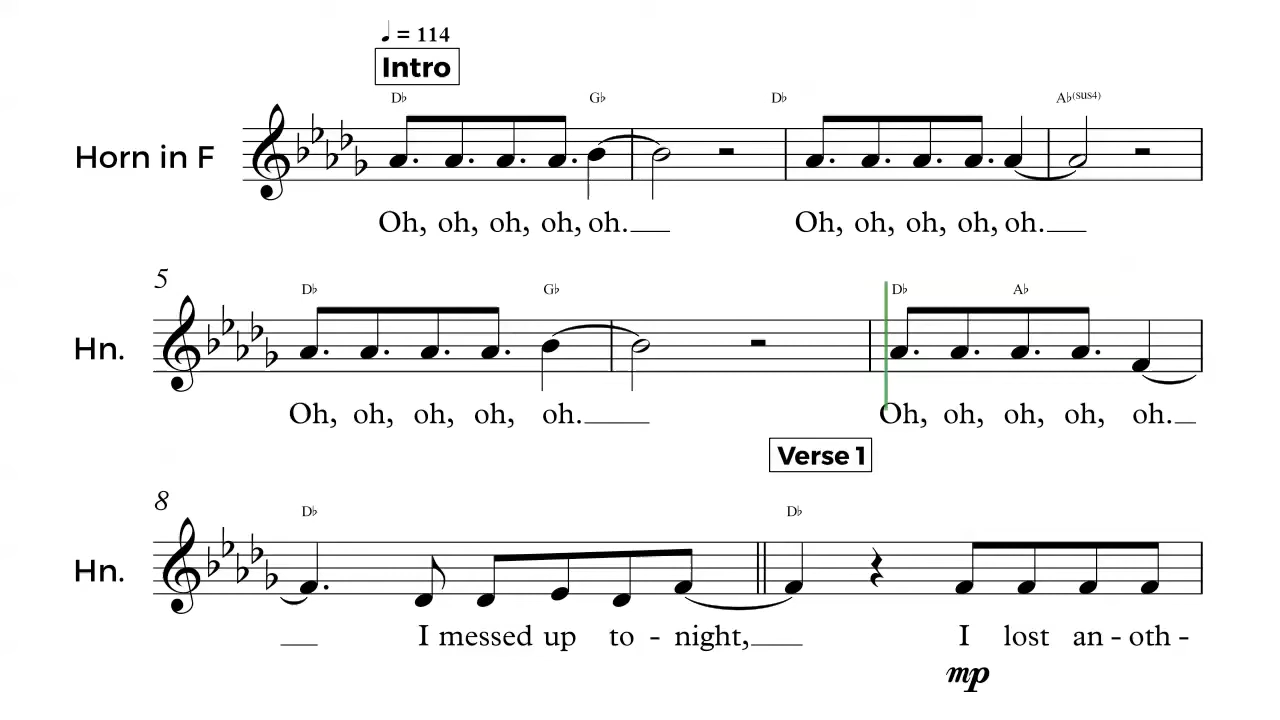 ♩ = 114
Intro
D♭ G♭ D♭ A♭(sus4)
Horn in F
Oh, oh, oh, oh, oh. Oh, oh, oh, oh, oh.
5
D♭ G♭ D♭ A♭
Hn.
Oh, oh, oh, oh, oh. Oh, oh, oh, oh, oh.
Verse 1
8
D♭ D♭
Hn.
I messed up to - night, I lost an - oth -
mp